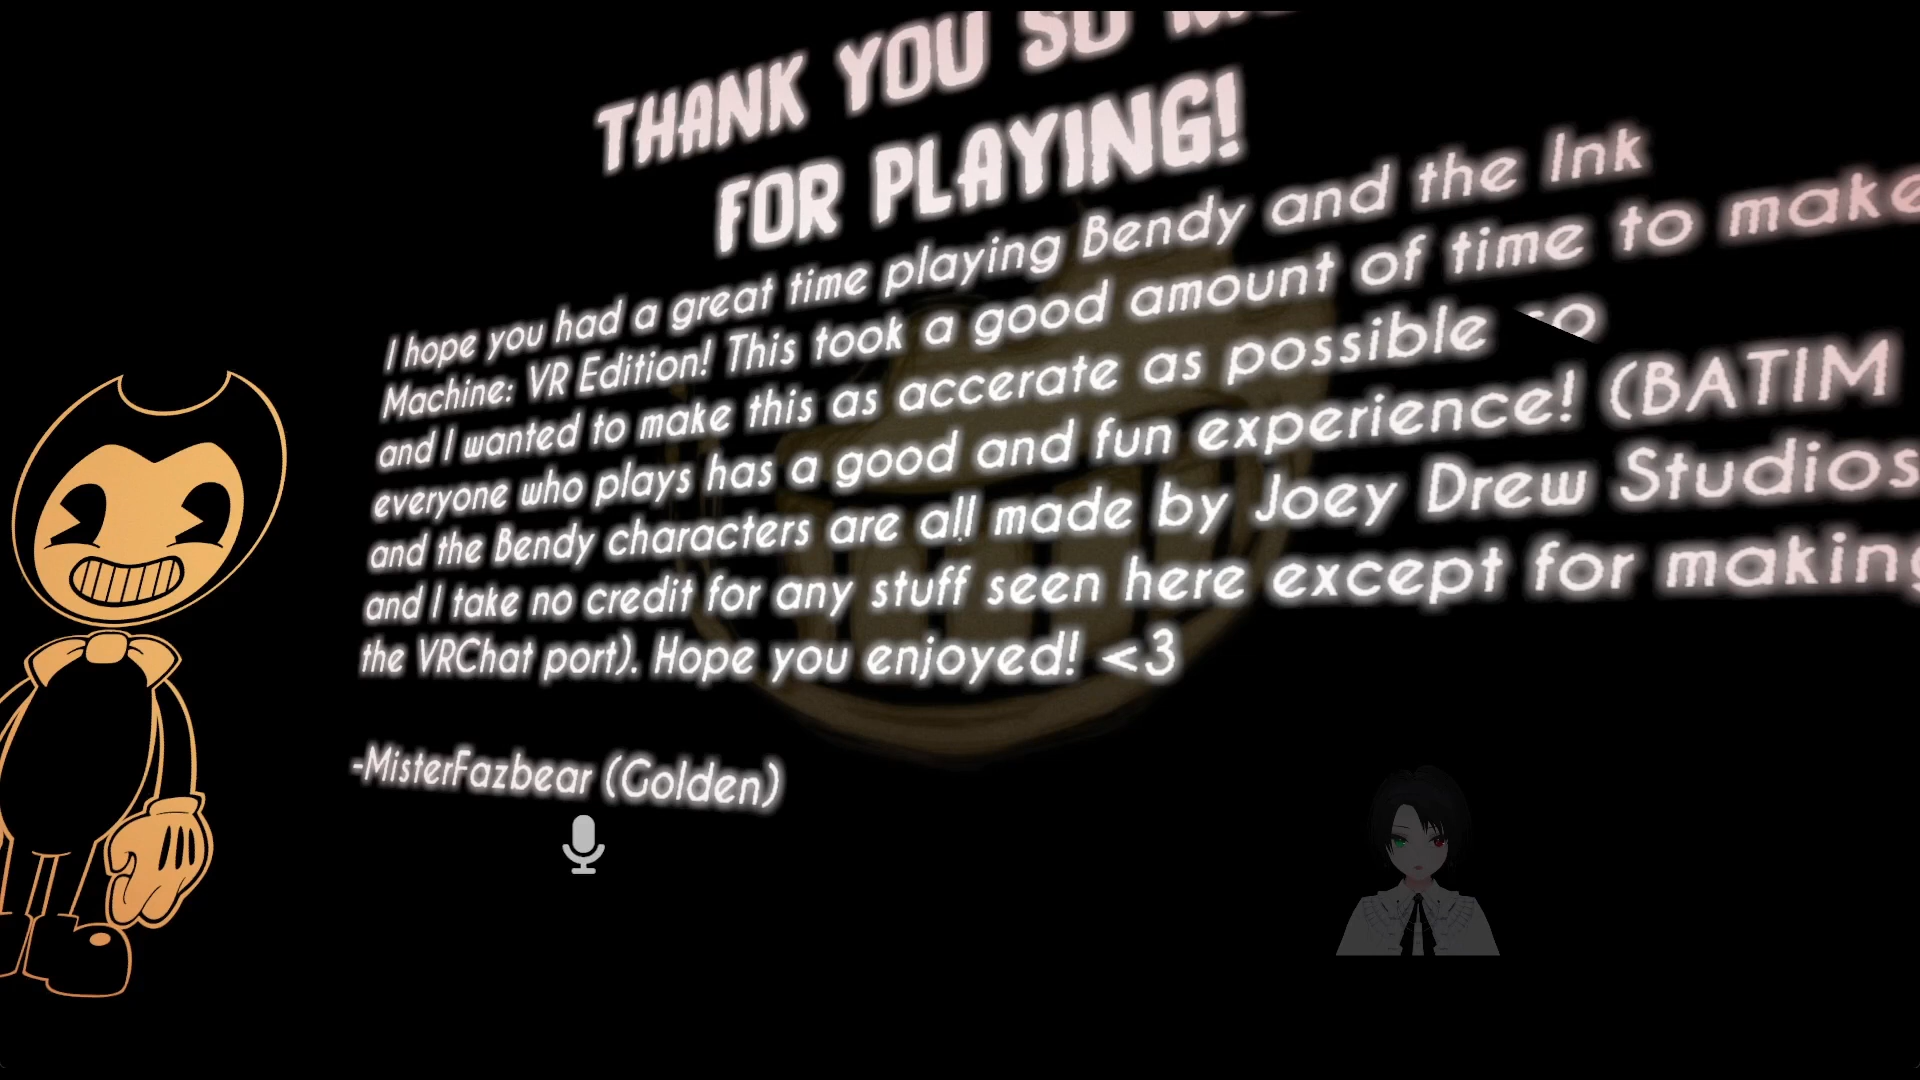 THANK YOU SO
FOR PLAYING!
I hope you had a great time playing Bendy and the Ink
Machine: VR Edition! This took a good amount of time to make
and I wanted to make this as accerate as possible so
everyone who plays has a good and fun experience! (BATIM
and the Bendy characters are all made by Joey Drew Studios
and I take no credit for any stuff seen here except for making
the VRChat port). Hope you enjoyed! <3
-MisterFazbear (Golden)